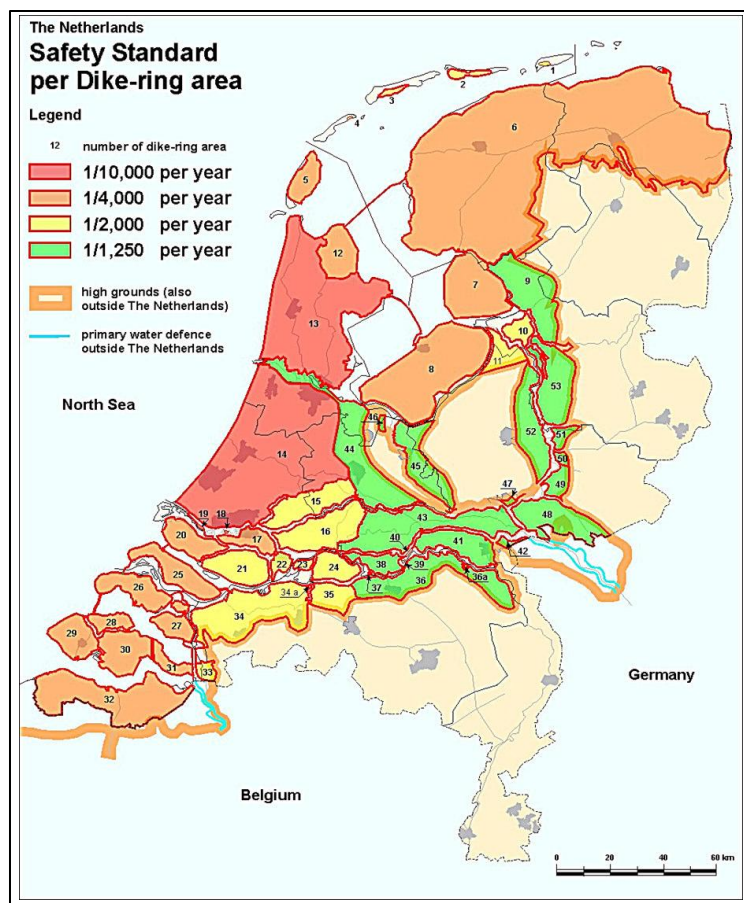 The Netherlands
Safety Standard
per Dike-ring area
Legend
12 number of dike-ring area
1/10,000 per year
1/4,000 per year
1/2,000 per year
1/1,250 per year
high grounds (also
outside The Netherlands)
primary water defence
outside The Netherlands
North Sea
Germany
Belgium
1
2
3
4
5
6
7
8
9
10
11
12
13
14
15
16
17
18
19
20
21
22
23
24
25
26
27
28
29
30
31
32
33
34
34 a
35
36
36a
37
38
39
40
41
42
43
44
45
46
47
48
49
50
51
52
53
0 20 40 60 km